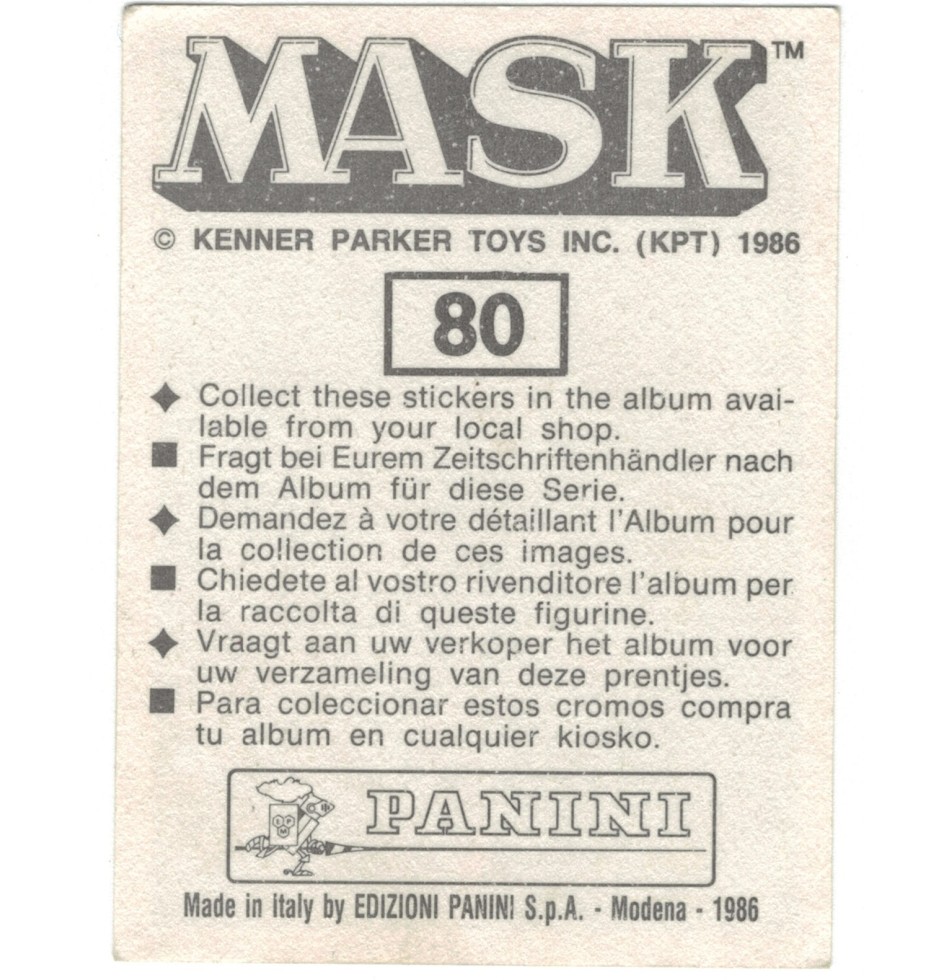 MASK™
© KENNER PARKER TOYS INC. (KPT) 1986
80
Collect these stickers in the album avai-
lable from your local shop.
Fragt bei Eurem Zeitschriftenhändler nach
dem Album für diese Serie.
Demandez à votre détaillant l'Album pour
la collection de ces images.
Chiedete al vostro rivenditore l'album per
la raccolta di queste figurine.
Vraagt aan uw verkoper het album voor
uw verzameling van deze prentjes.
Para coleccionar estos cromos compra
tu album en cualquier kiosko.
PANINI
Made in Italy by EDIZIONI PANINI S.p.A. - Modena - 1986